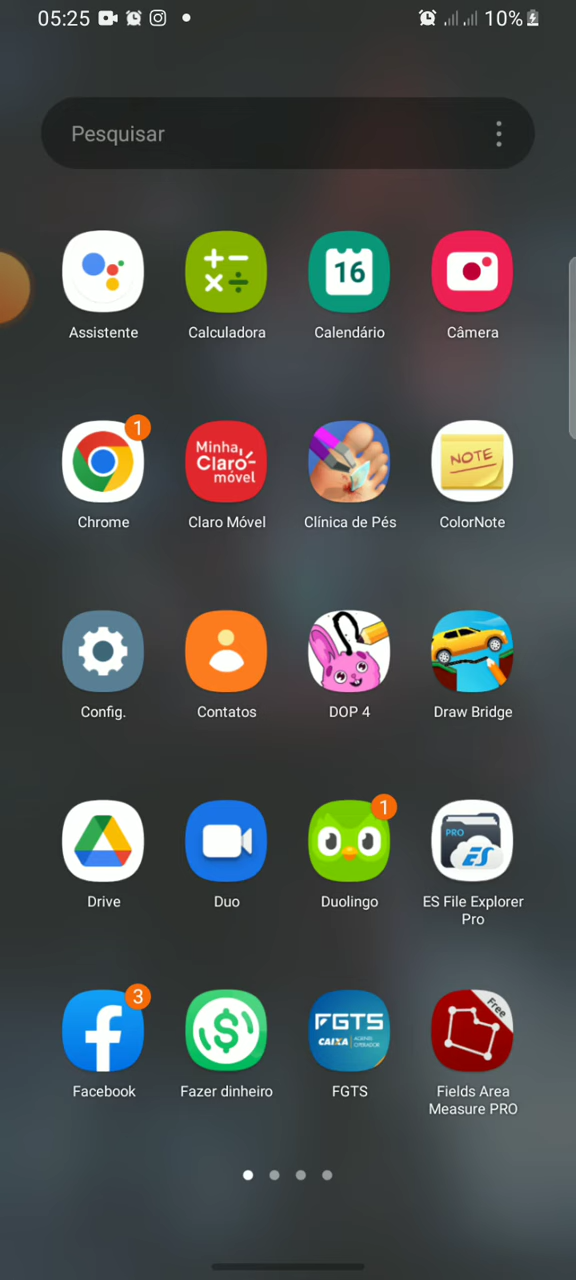 05:25 10%
Pesquisar
16
Assistente Calculadora Calendário Câmera
1
Minha
Claro-
móvel
NOTE
Chrome Claro Móvel Clínica de Pés ColorNote
Config. Contatos DOP 4 Draw Bridge
1
PRO
ES
Drive Duo Duolingo ES File Explorer
Pro
3
$
FGTS
CAIXA AGENTE
OPERADOR
Free
Facebook Fazer dinheiro FGTS Fields Area
Measure PRO